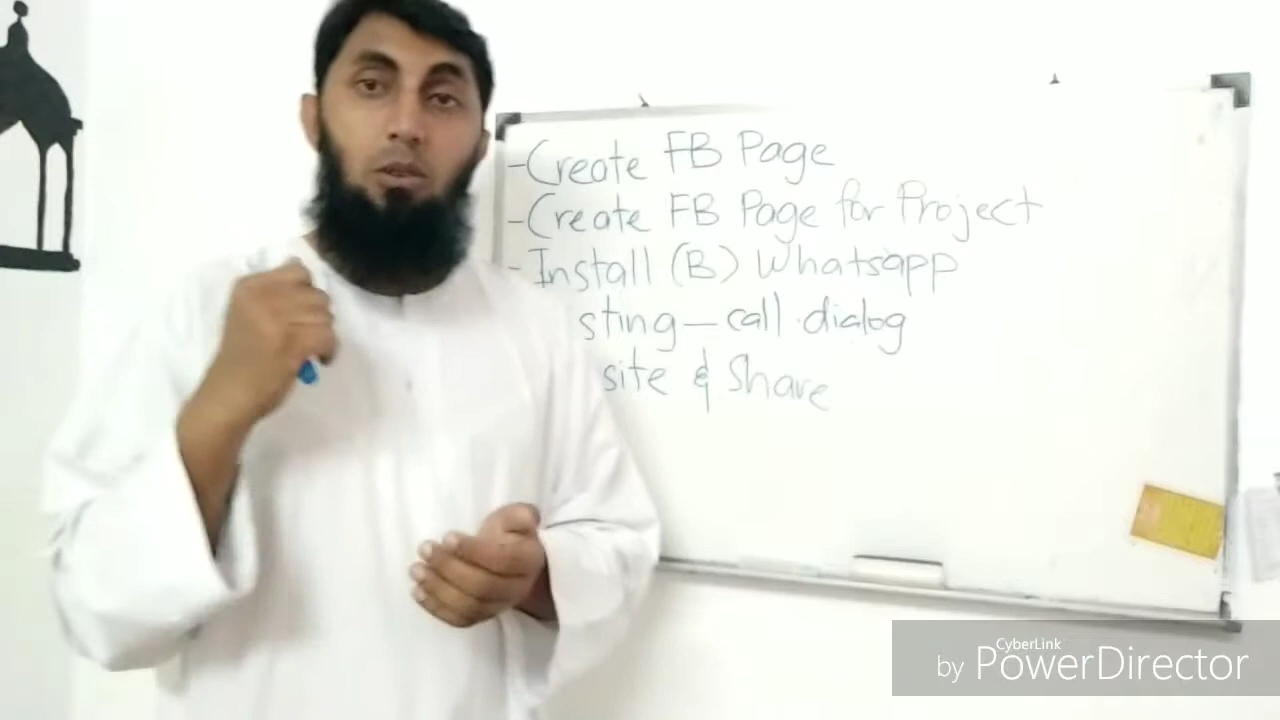 - Create FB Page
- Create FB Page for Project
- Install (B) Whatsapp
sting - call dialog
site & Share
CyberLink
by PowerDirector